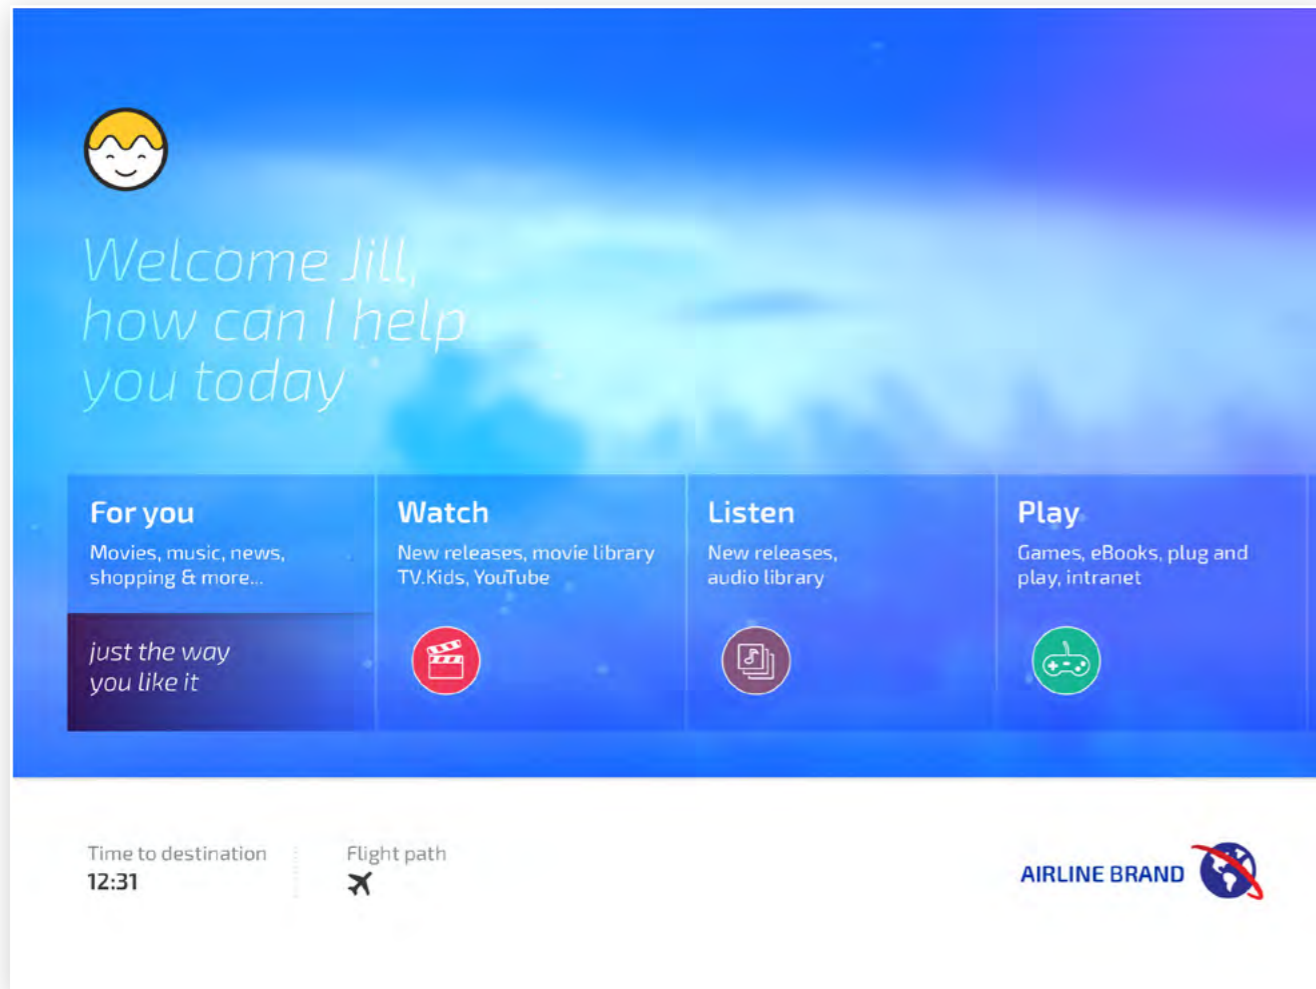 Welcome Jill,
how can I help
you today
For you
Movies, music, news,
shopping & more...
just the way
you like it
Watch
New releases, movie library
TV.Kids, YouTube
Listen
New releases,
audio library
Play
Games, eBooks, plug and
play, intranet
Time to destination
12:31
Flight path
AIRLINE BRAND